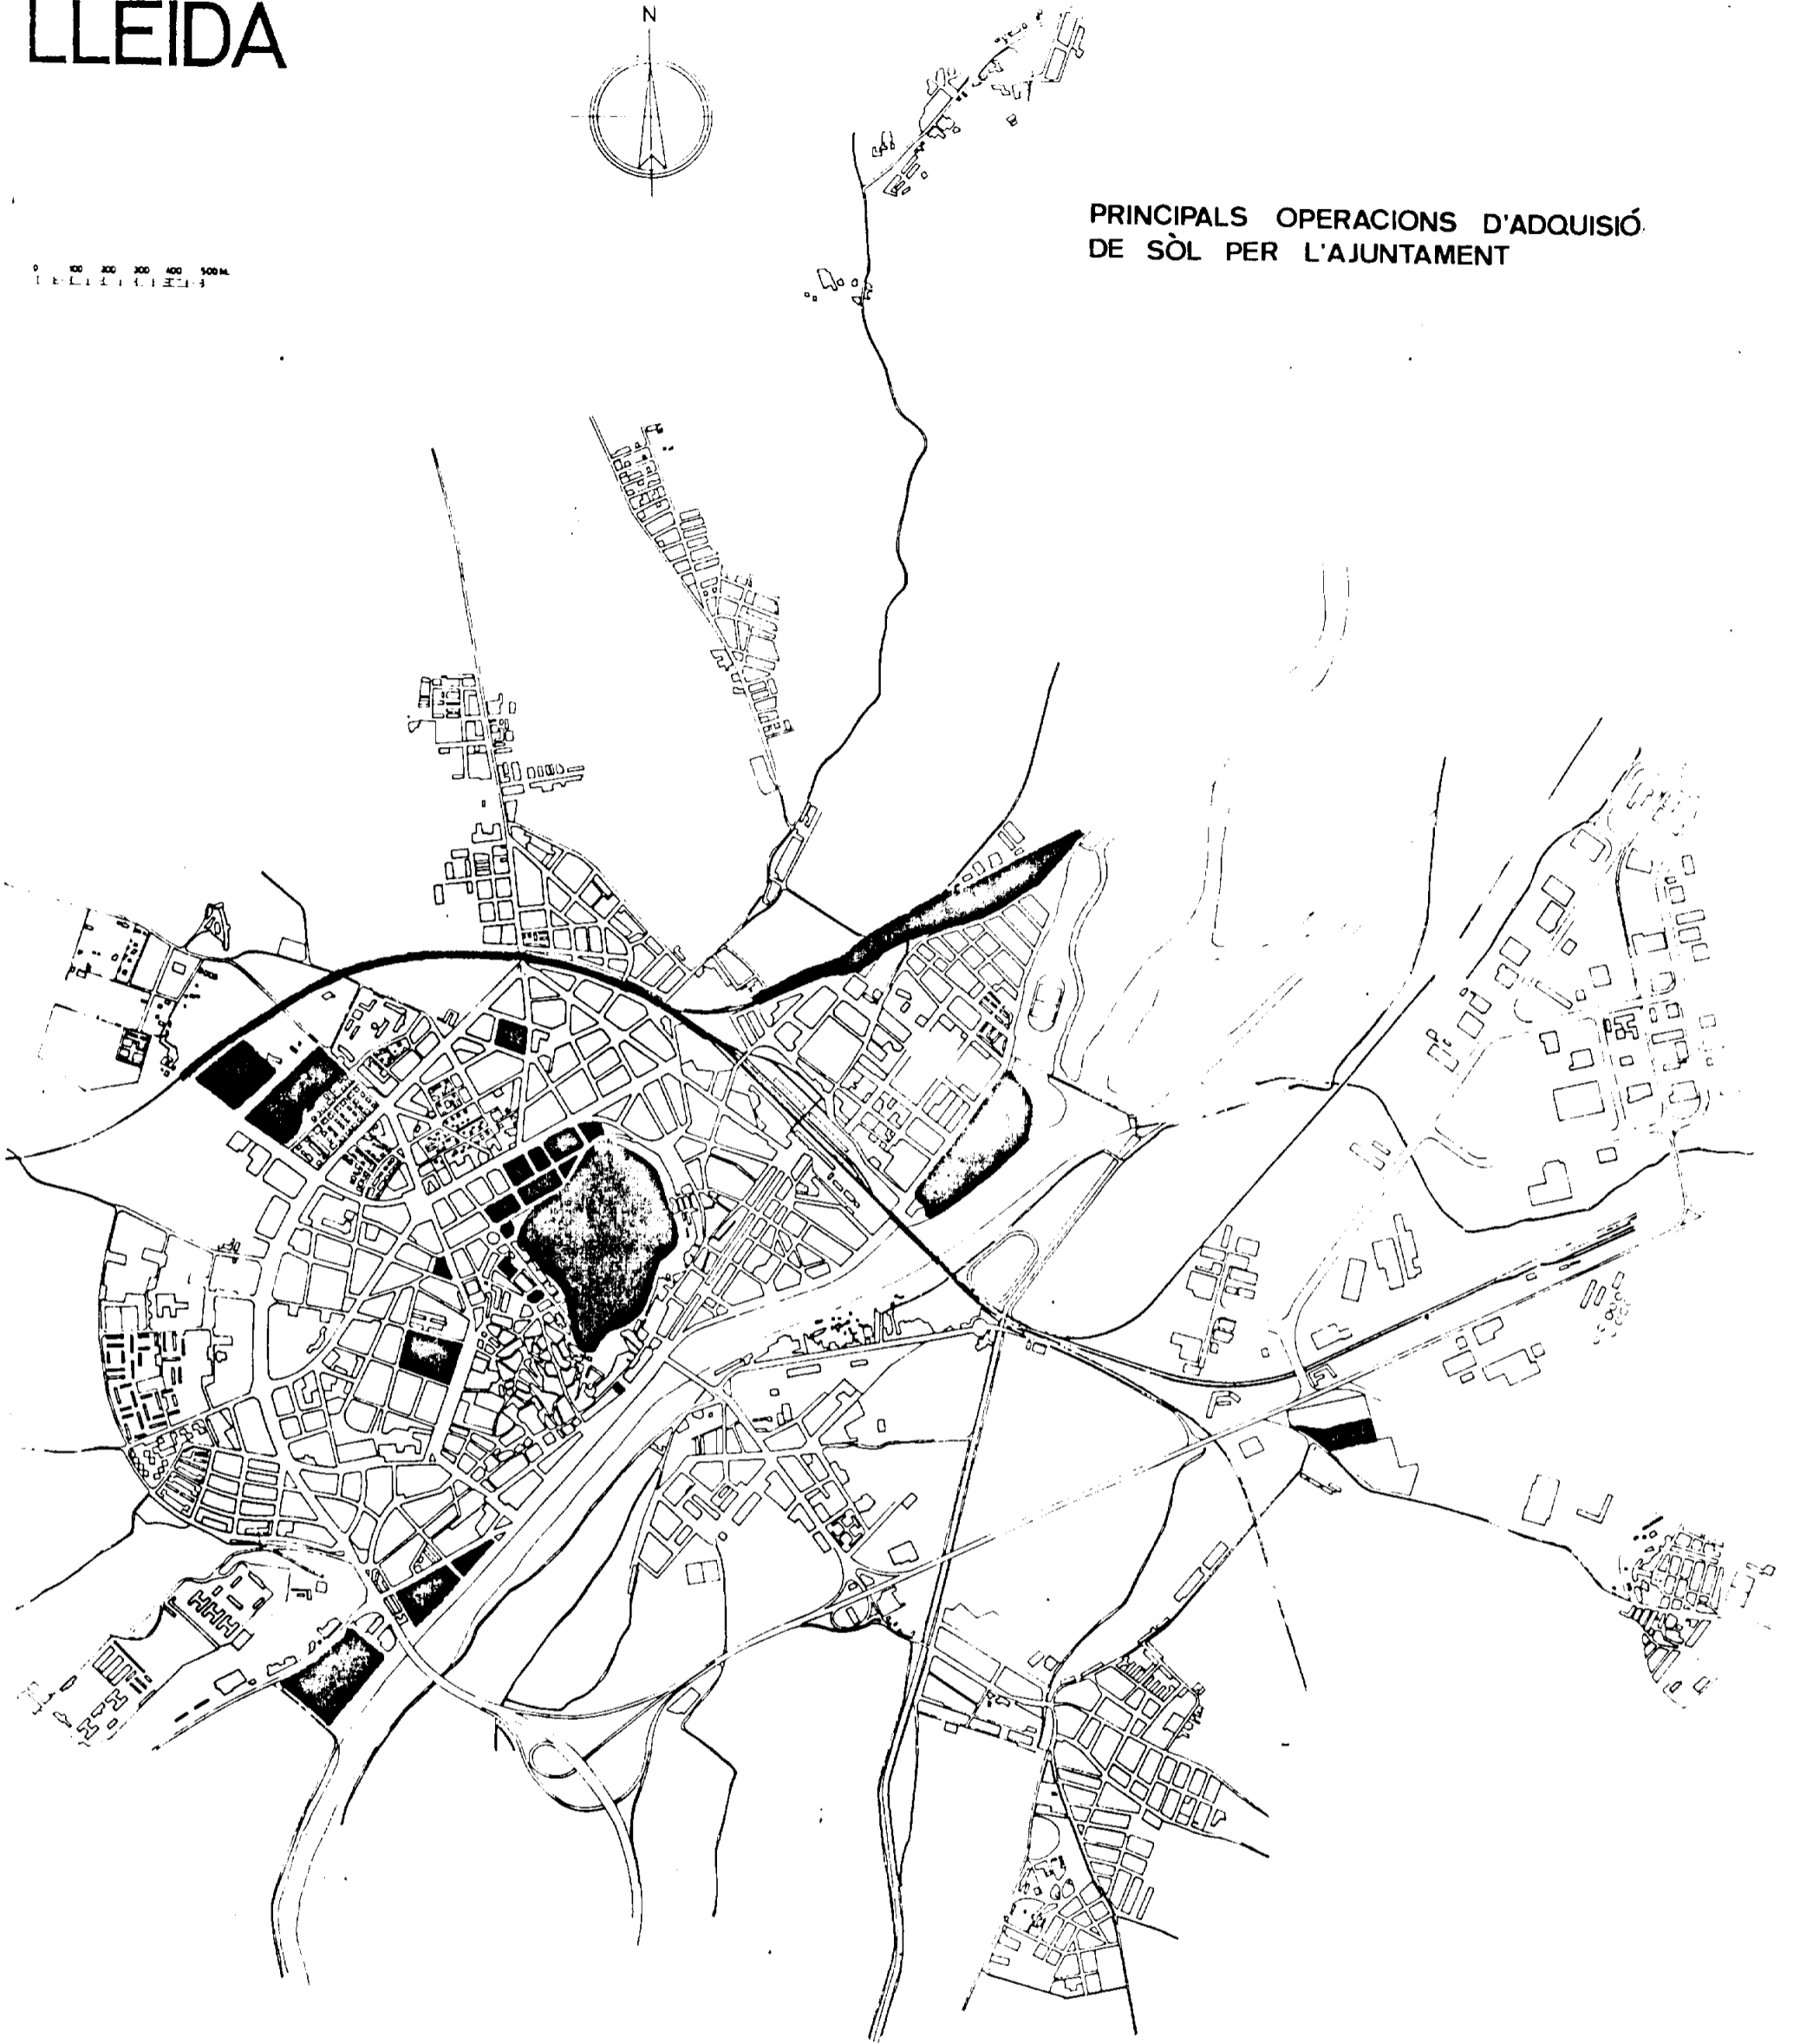 LLEIDA
N
PRINCIPALS OPERACIONS D'ADQUISIÓ
DE SÒL PER L'AJUNTAMENT
0 100 200 300 400 500 M.